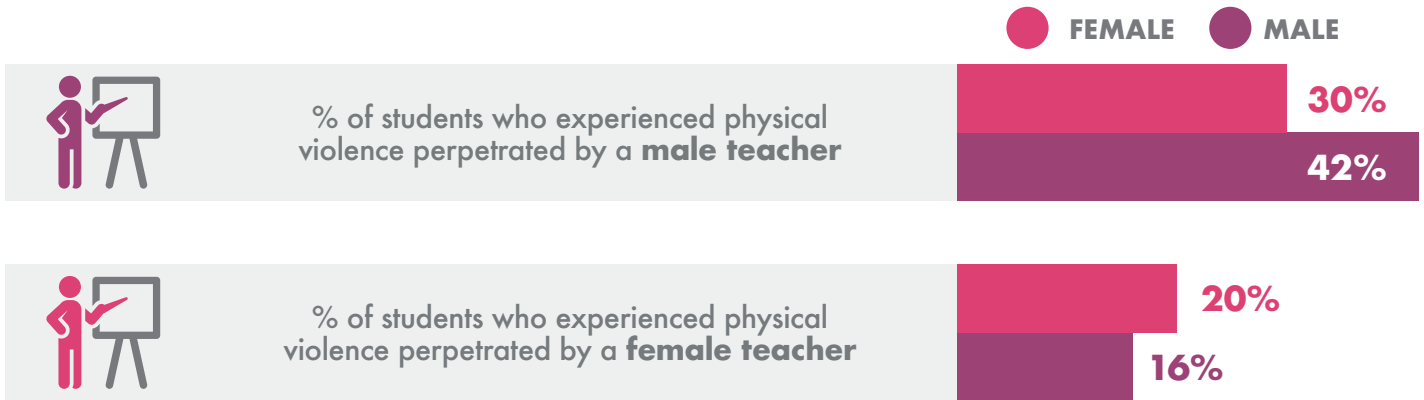 FEMALE MALE
% of students who experienced physical
violence perpetrated by a male teacher
30%
42%
% of students who experienced physical
violence perpetrated by a female teacher
20%
16%